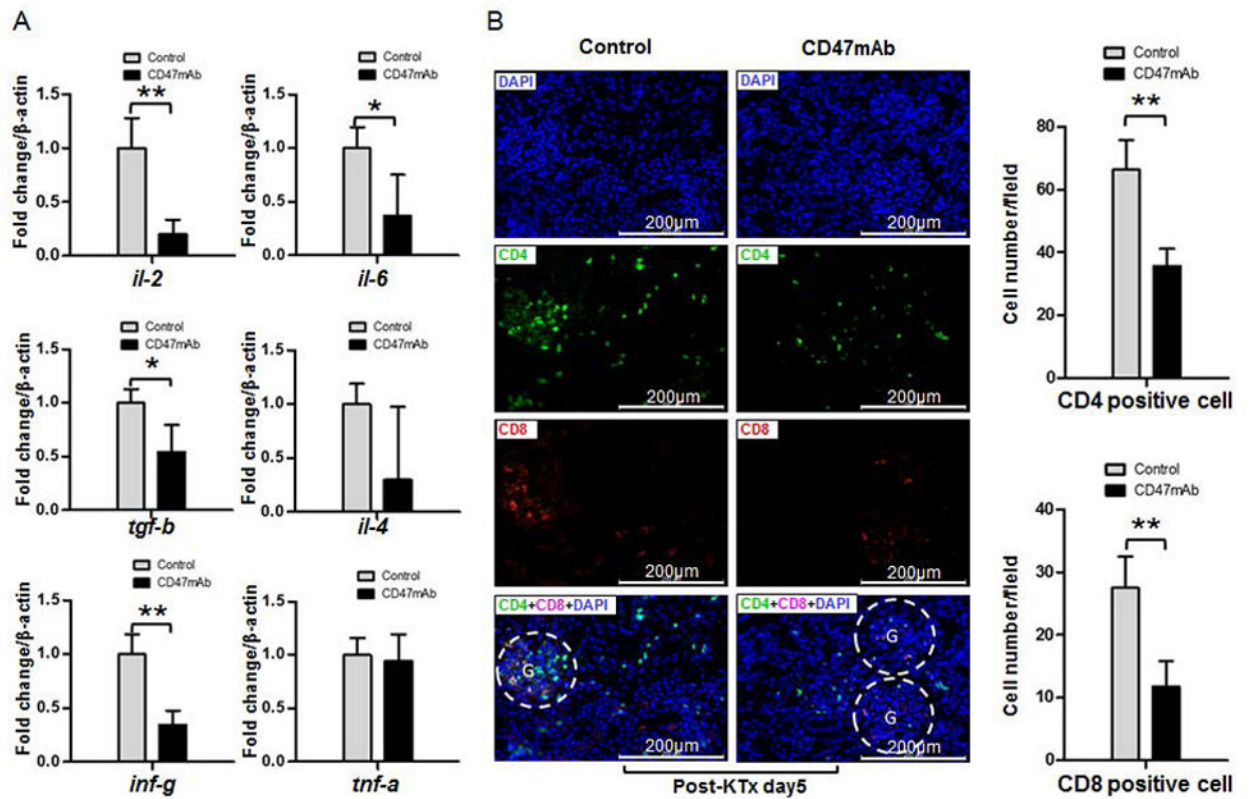 A
Control
CD47mAb
Fold change/β-actin
1.5
1.0
0.5
0.0
**
il-2
Control
CD47mAb
Fold change/β-actin
1.5
1.0
0.5
0.0
*
il-6
Control
CD47mAb
Fold change/β-actin
1.5
1.0
0.5
0.0
*
tgf-b
Control
CD47mAb
Fold change/β-actin
1.5
1.0
0.5
0.0
il-4
Control
CD47mAb
Fold change/β-actin
1.5
1.0
0.5
0.0
**
inf-g
Control
CD47mAb
Fold change/β-actin
1.5
1.0
0.5
0.0
tnf-a
B
Control
CD47mAb
DAPI
200µm
DAPI
200µm
CD4
200µm
CD4
200µm
CD8
200µm
CD8
200µm
CD4+CD8+DAPI
G
200µm
CD4+CD8+DAPI
G
G
200µm
Post-KTx day5
Control
CD47mAb
Cell number/field
80
60
40
20
0
**
CD4 positive cell
Control
CD47mAb
Cell number/field
40
30
20
10
0
**
CD8 positive cell